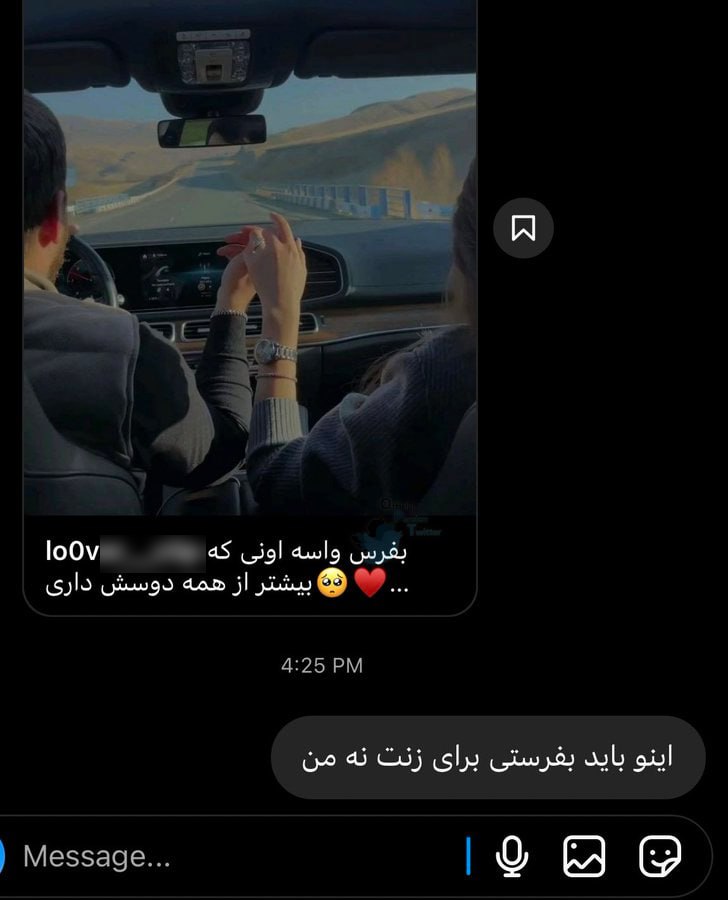 lo0v بفرس واسه اونی که
بیشتر از همه دوسش داری🥺❤️...
4:25 PM
اینو باید بفرستی برای زنت نه من
Message...